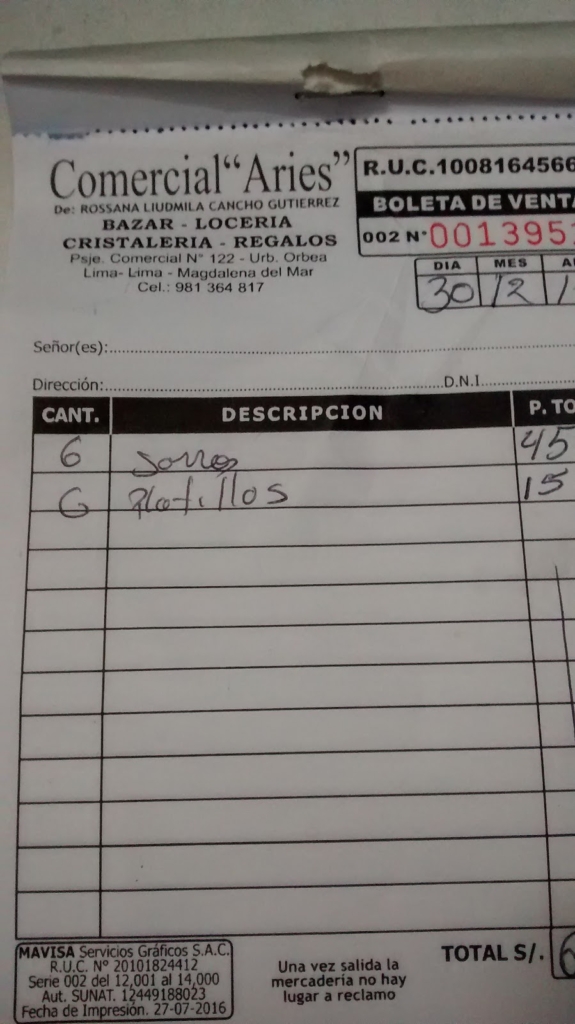 Comercial "Aries"
De: ROSSANA LIUDMILA CANCHO GUTIERREZ
BAZAR - LOCERIA
CRISTALERIA - REGALOS
Psje. Comercial N° 122 - Urb. Orbea
Lima- Lima - Magdalena del Mar
Cel.: 981 364 817
R.U.C.1008164566
BOLETA DE VENTA
002 N° 001395
DIA MES
30 12
Señor(es):
Dirección: D.N.I.
CANT. DESCRIPCION P. TO
6 45
6 Platillos 15
TOTAL S/. 6
MAVISA Servicios Gráficos S.A.C.
R.U.C. N° 20101824412
Serie 002 del 12,001 al 14,000
Aut. SUNAT. 12449188023
Fecha de Impresión. 27-07-2016
Una vez salida la
mercadería no hay
lugar a reclamo